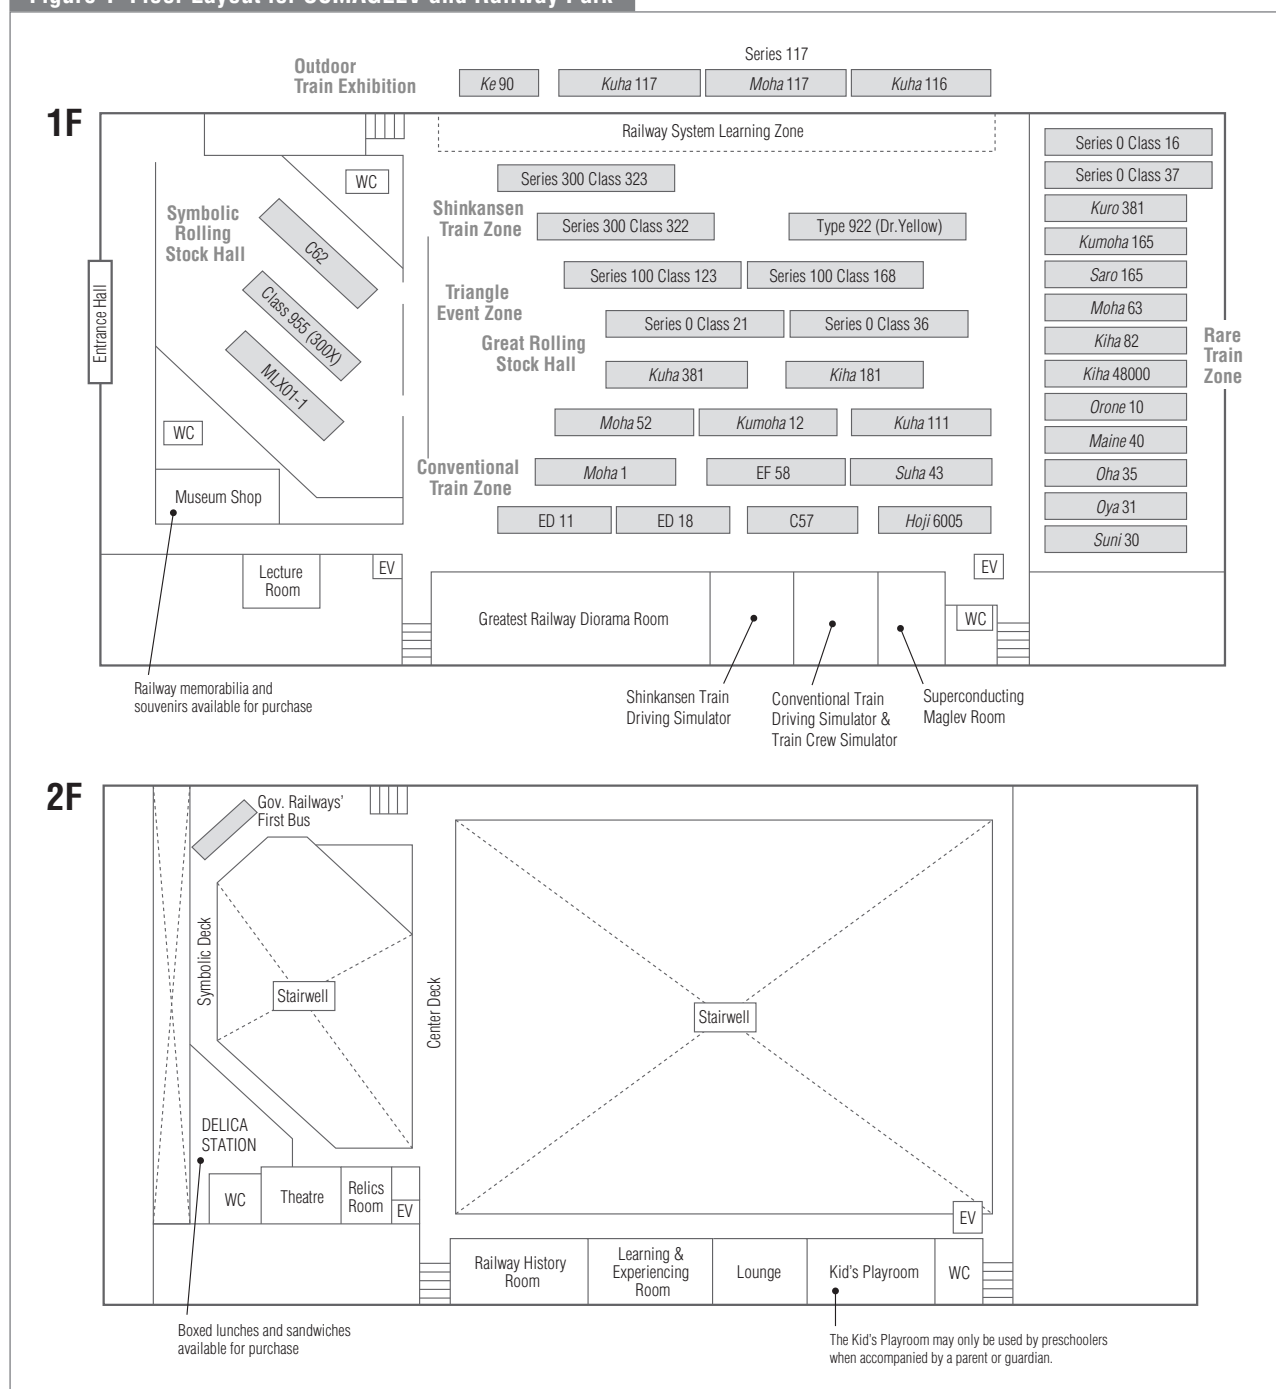 Figure 1 Floor Layout for SCMAGLEV and Railway Park
Outdoor
Train Exhibition
Series 117
Ke 90
Kuha 117
Moha 117
Kuha 116
1F
Railway System Learning Zone
WC
Symbolic
Rolling
Stock Hall
C62
Class 955 (300X)
MLX01-1
Entrance Hall
WC
Museum Shop
Lecture
Room
EV
Railway memorabilia and
souvenirs available for purchase
Series 300 Class 323
Shinkansen
Train Zone
Series 300 Class 322
Type 922 (Dr.Yellow)
Series 100 Class 123
Series 100 Class 168
Triangle
Event Zone
Series 0 Class 21
Series 0 Class 36
Great Rolling
Stock Hall
Kuha 381
Kiha 181
Moha 52
Kumoha 12
Kuha 111
Conventional
Train Zone
Moha 1
EF 58
Suha 43
ED 11
ED 18
C57
Hoji 6005
EV
Greatest Railway Diorama Room
WC
Shinkansen Train
Driving Simulator
Conventional Train
Driving Simulator &
Train Crew Simulator
Superconducting
Maglev Room
Series 0 Class 16
Series 0 Class 37
Kuro 381
Kumoha 165
Saro 165
Moha 63
Kiha 82
Kiha 48000
Orone 10
Maine 40
Oha 35
Oya 31
Suni 30
Rare
Train
Zone
2F
Gov. Railways'
First Bus
Symbolic Deck
Stairwell
Center Deck
Stairwell
DELICA
STATION
WC
Theatre
Relics
Room
EV
EV
Railway History
Room
Learning &
Experiencing
Room
Lounge
Kid's Playroom
WC
Boxed lunches and sandwiches
available for purchase
The Kid's Playroom may only be used by preschoolers
when accompanied by a parent or guardian.